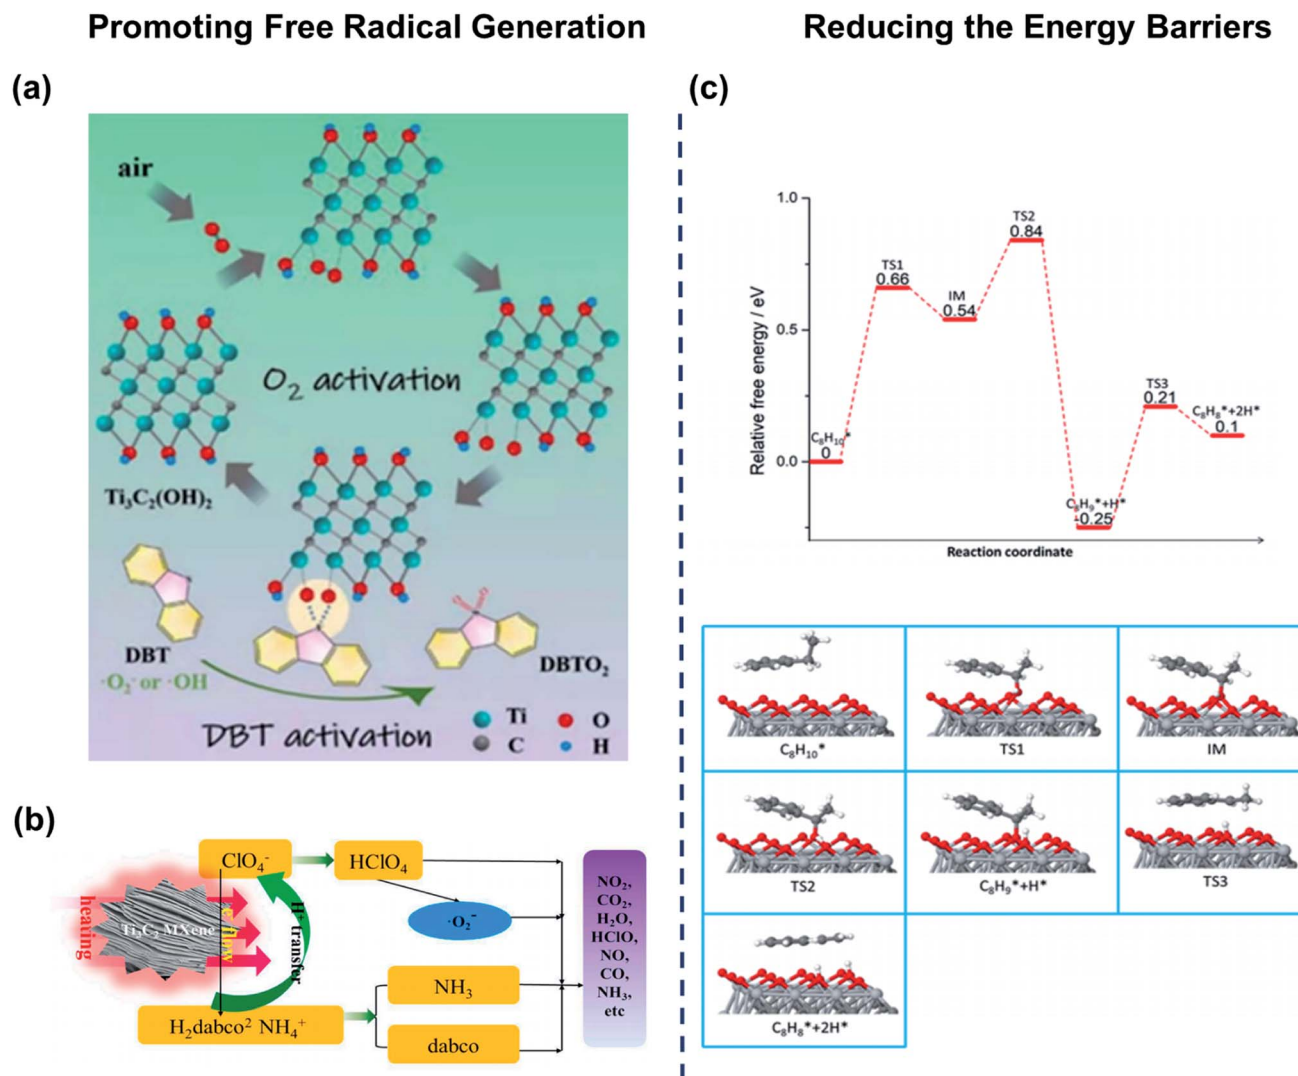 Promoting Free Radical Generation
Reducing the Energy Barriers
(a)
air
O₂ activation
Ti₃C₂(OH)₂
DBT
·O₂⁻ or ·OH
DBTO₂
DBT activation
Ti
O
C
H
(b)
heating
Ti₃C₂ MXene
e⁻ flow
H⁺ transfer
ClO₄⁻
HClO₄
·O₂⁻
H₂dabco² NH₄⁺
NH₃
dabco
NO₂,
CO₂,
H₂O,
HClO,
NO,
CO,
NH₃,
etc
(c)
Relative free energy / eV
1.0
0.5
0.0
C₈H₁₀*
0
TS1
0.66
IM
0.54
TS2
0.84
C₈H₉*+H*
-0.25
TS3
0.21
C₈H₈*+2H*
0.1
Reaction coordinate
C₈H₁₀*
TS1
IM
TS2
C₈H₉*+H*
TS3
C₈H₈*+2H*